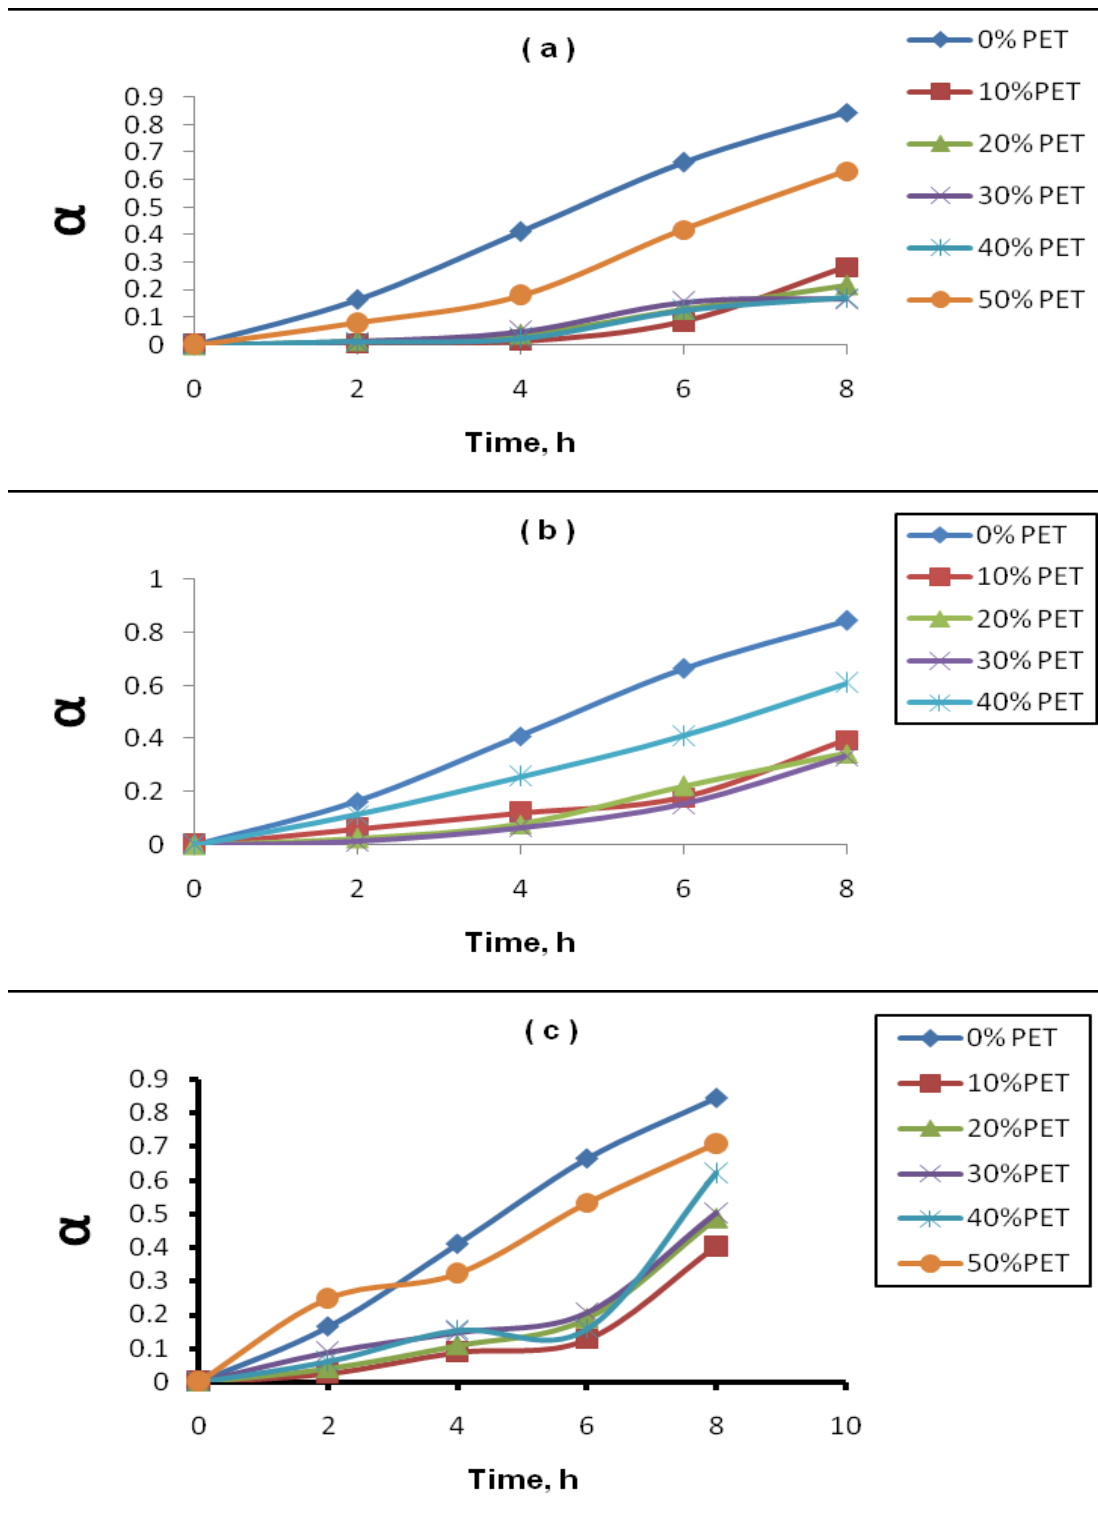 ( a )
0% PET
10%PET
20% PET
30% PET
40% PET
50% PET
0.9
0.8
0.7
0.6
0.5
0.4
0.3
0.2
0.1
0
α
0 2 4 6 8
Time, h
( b )
0% PET
10% PET
20% PET
30% PET
40% PET
1
0.8
0.6
0.4
0.2
0
α
0 2 4 6 8
Time, h
( c )
0% PET
10%PET
20%PET
30%PET
40%PET
50%PET
0.9
0.8
0.7
0.6
0.5
0.4
0.3
0.2
0.1
0
α
0 2 4 6 8 10
Time, h